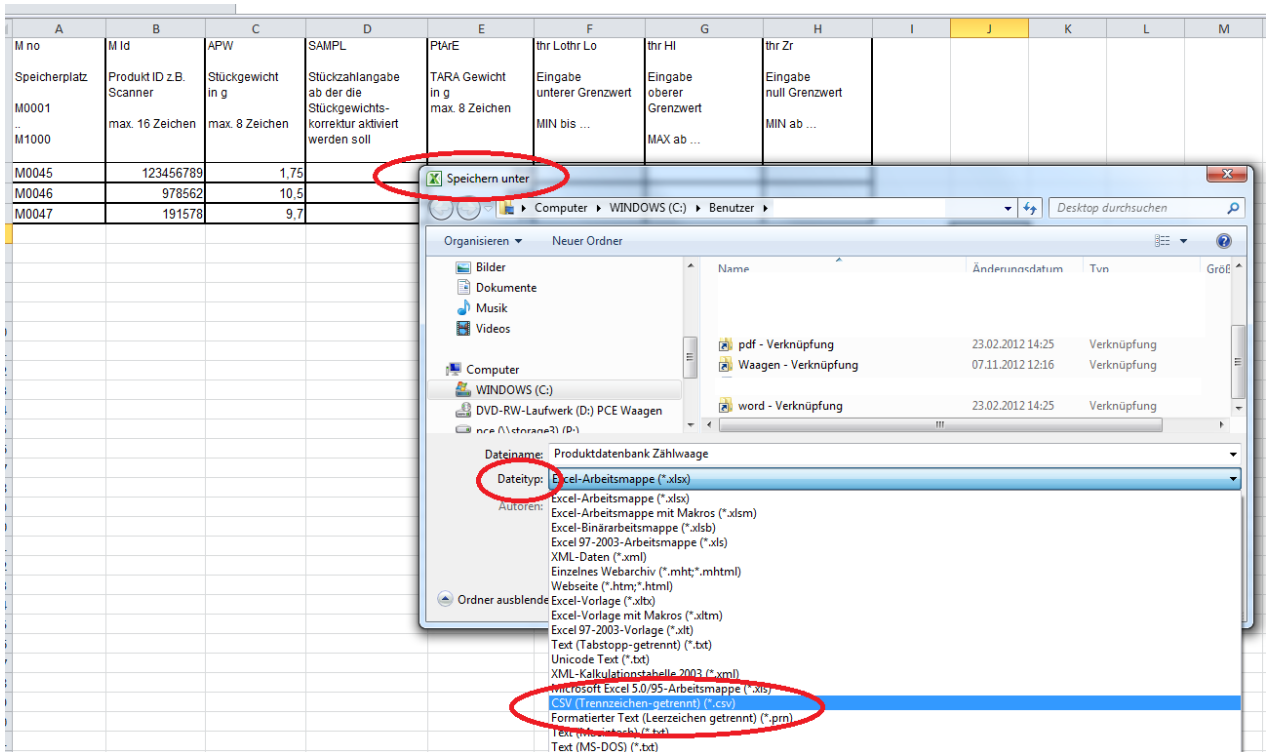 A B C D E F G H I J K L M
M no M Id APW SAMPL PtArE thr Lothr Lo thr HI thr Zr
Speicherplatz Produkt ID z.B. Stückgewicht Stückzahlangabe TARA Gewicht Eingabe Eingabe Eingabe
Scanner in g ab der die in g unterer Grenzwert oberer null Grenzwert
M0001 Stückgewichts- max. 8 Zeichen Grenzwert
.. max. 16 Zeichen max. 8 Zeichen korrektur aktiviert MIN bis ... MIN ab ...
M1000 werden soll MAX ab ...
M0045 123456789 1,75
M0046 978562 10,5
M0047 191578 9,7
Speichern unter
Computer WINDOWS (C:) Benutzer Desktop durchsuchen
Organisieren Neuer Ordner
Bilder Name Änderungsdatum Typ Größ
Dokumente
Musik
Videos
pdf - Verknüpfung 23.02.2012 14:25 Verknüpfung
Computer Waagen - Verknüpfung 07.11.2012 12:16 Verknüpfung
WINDOWS (C:)
DVD-RW-Laufwerk (D:) PCE Waagen word - Verknüpfung 23.02.2012 14:25 Verknüpfung
pce (\\storage3) (P:)
Dateiname: Produktdatenbank Zählwaage
Dateityp: Excel-Arbeitsmappe (*.xlsx)
Autoren: Excel-Arbeitsmappe (*.xlsx)
Excel-Arbeitsmappe mit Makros (*.xlsm)
Excel-Binärarbeitsmappe (*.xlsb)
Excel 97-2003-Arbeitsmappe (*.xls)
XML-Daten (*.xml)
Einzelnes Webarchiv (*.mht;*.mhtml)
Webseite (*.htm;*.html)
Ordner ausblende Excel-Vorlage (*.xltx)
Excel-Vorlage mit Makros (*.xltm)
Excel 97-2003-Vorlage (*.xlt)
Text (Tabstopp-getrennt) (*.txt)
Unicode Text (*.txt)
XML-Kalkulationstabelle 2003 (*.xml)
Microsoft Excel 5.0/95-Arbeitsmappe (*.xls)
CSV (Trennzeichen-getrennt) (*.csv)
Formatierter Text (Leerzeichen getrennt) (*.prn)
Text (Macintosh) (*.txt)
Text (MS-DOS) (*.txt)